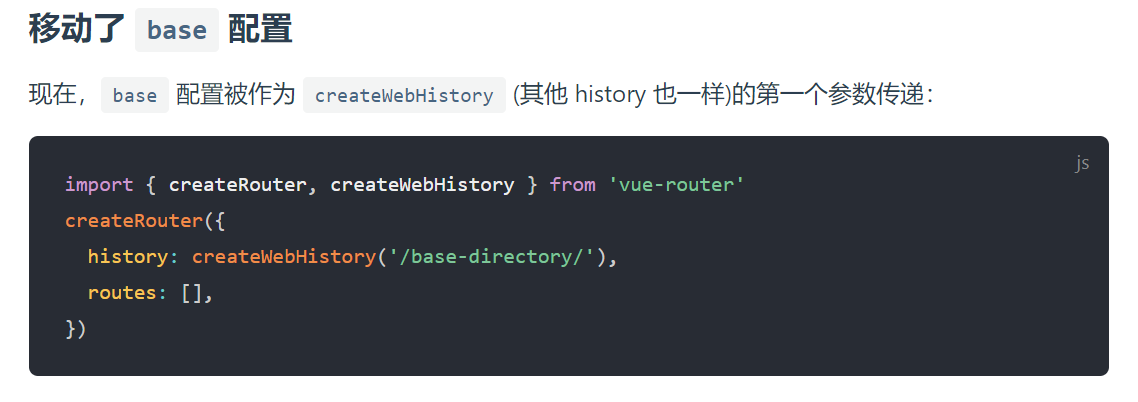 移动了 base 配置
现在，base 配置被作为 createWebHistory (其他 history 也一样)的第一个参数传递：
js
import { createRouter, createWebHistory } from 'vue-router'
createRouter({
  history: createWebHistory('/base-directory/'),
  routes: [],
})